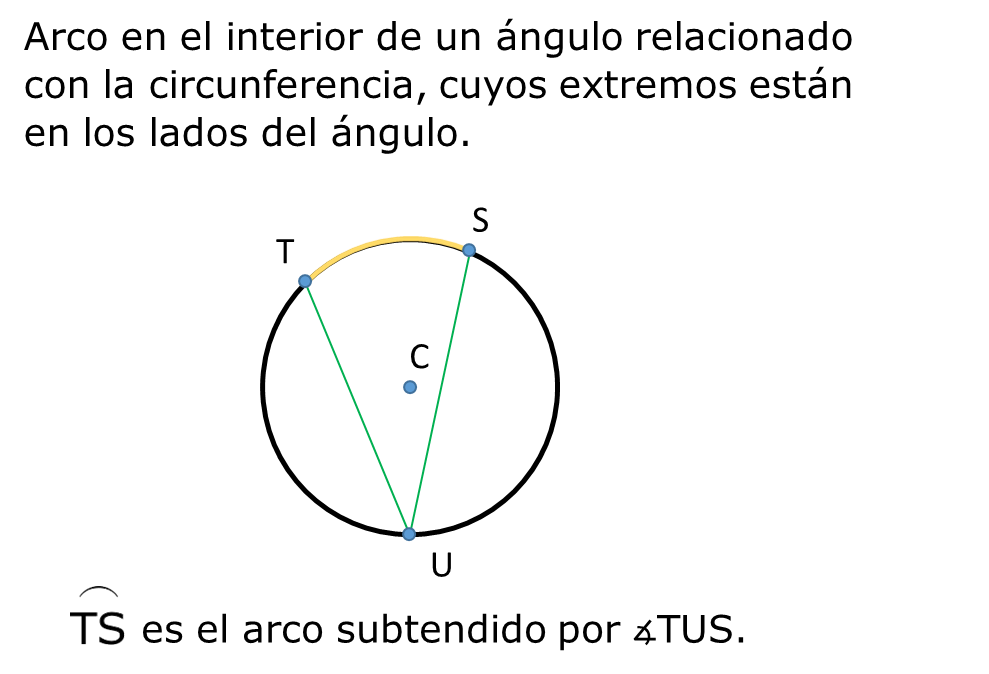 Arco en el interior de un ángulo relacionado
con la circunferencia, cuyos extremos están
en los lados del ángulo.
S
T
C
U
T͡S es el arco subtendido por ∡TUS.